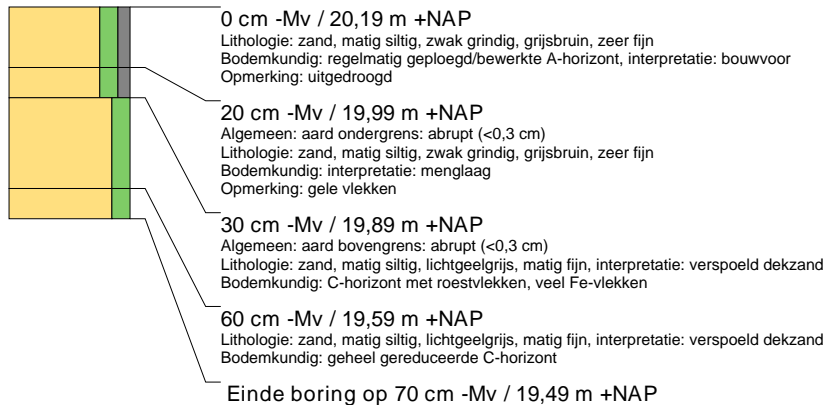 0 cm -Mv / 20,19 m +NAP
Lithologie: zand, matig siltig, zwak grindig, grijsbruin, zeer fijn
Bodemkundig: regelmatig geploegd/bewerkte A-horizont, interpretatie: bouwvoor
Opmerking: uitgedroogd
20 cm -Mv / 19,99 m +NAP
Algemeen: aard ondergrens: abrupt (<0,3 cm)
Lithologie: zand, matig siltig, zwak grindig, grijsbruin, zeer fijn
Bodemkundig: interpretatie: menglaag
Opmerking: gele vlekken
30 cm -Mv / 19,89 m +NAP
Algemeen: aard bovengrens: abrupt (<0,3 cm)
Lithologie: zand, matig siltig, lichtgeelgrijs, matig fijn, interpretatie: verspoeld dekzand
Bodemkundig: C-horizont met roestvlekken, veel Fe-vlekken
60 cm -Mv / 19,59 m +NAP
Lithologie: zand, matig siltig, lichtgeelgrijs, matig fijn, interpretatie: verspoeld dekzand
Bodemkundig: geheel gereduceerde C-horizont
Einde boring op 70 cm -Mv / 19,49 m +NAP